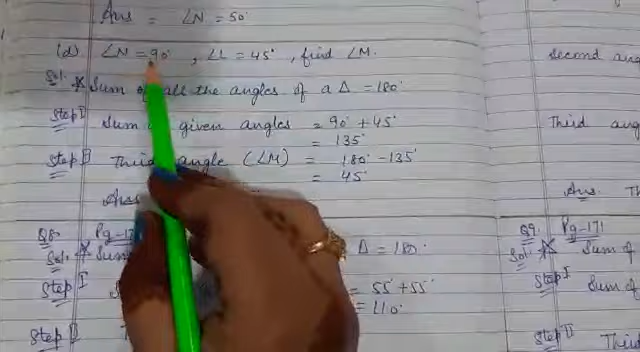 Ans = ∠N = 50°
(d) ∠N = 90°, ∠L = 45°, find ∠M.
Sol. * Sum of all the angles of a Δ = 180°
Step I Sum given angles = 90° + 45°
= 135°
Step II Third angle (∠M) = 180° - 135°
= 45°
Ans
Q8. Pg-171
Sol. * Sum Δ = 180°
Step I = 55° + 55°
= 110°
Step II
second ang
Third ang
Ans. Th
Q9. Pg-171
Sol. * Sum of
Step I Sum of
Step II Third